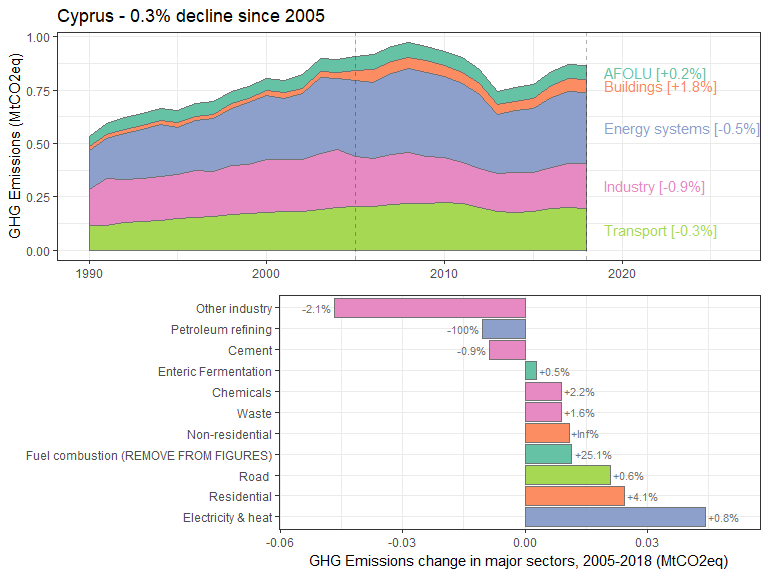 Cyprus - 0.3% decline since 2005
GHG Emissions (MtCO2eq)
1.00
0.75
0.50
0.25
0.00
1990
2000
2010
2020
AFOLU [+0.2%]
Buildings [+1.8%]
Energy systems [-0.5%]
Industry [-0.9%]
Transport [-0.3%]
Other industry -2.1%
Petroleum refining -100%
Cement -0.9%
Enteric Fermentation +0.5%
Chemicals +2.2%
Waste +1.6%
Non-residential +Inf%
Fuel combustion (REMOVE FROM FIGURES) +25.1%
Road +0.6%
Residential +4.1%
Electricity & heat +0.8%
-0.06
-0.03
0.00
0.03
GHG Emissions change in major sectors, 2005-2018 (MtCO2eq)